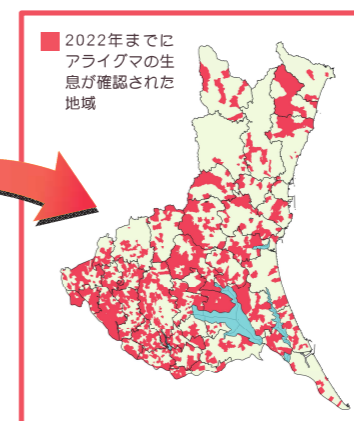 2022年までに
アライグマの生
息が確認された
地域